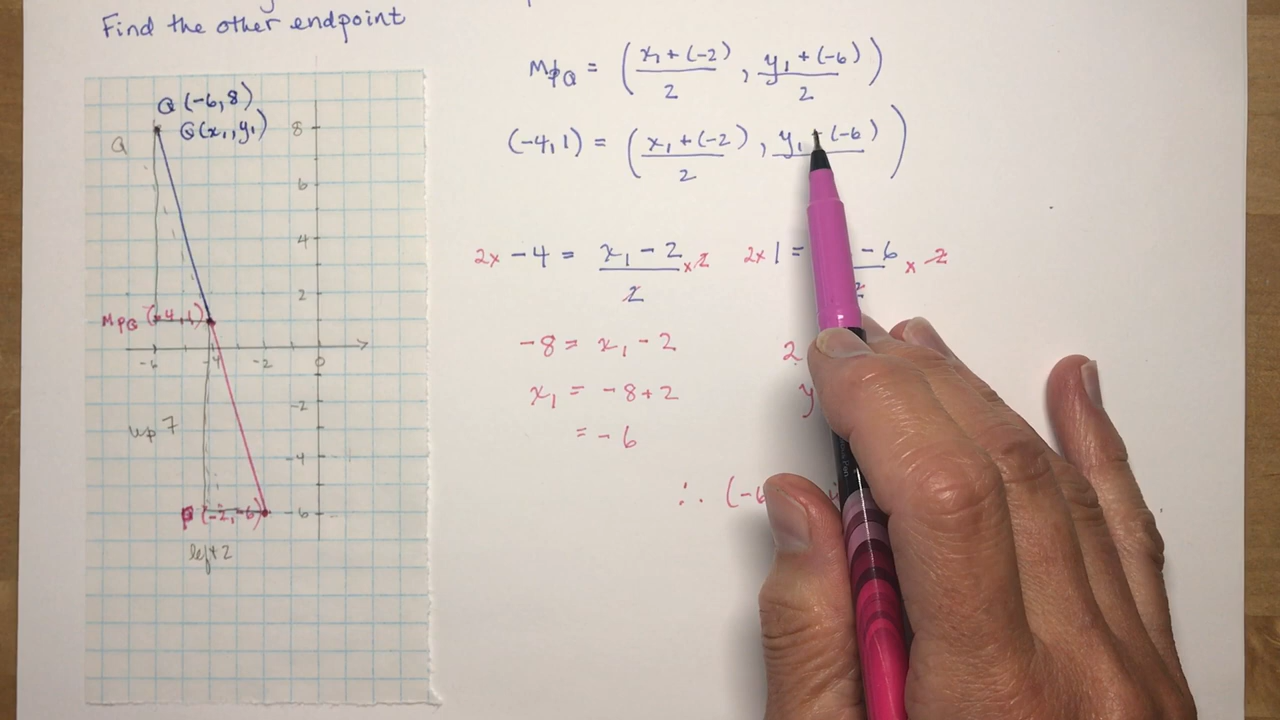 Find the other endpoint
Q (-6, 8)
Q(x₁, y₁)
Q
8
6
4
2
M_PQ (-4, 1)
-6
-4
-2
0
-2
up 7
-4
P (-2, -6)
-6
left 2
M_PQ = ( x₁ + (-2) / 2 , y₁ + (-6) / 2 )
(-4, 1) = ( x₁ + (-2) / 2 , y₁ + (-6) )
2x -4 = x₁ - 2 / 2 x 2
2x 1 = - 6 / 2 x 2
-8 = x₁ - 2
2
x₁ = -8 + 2
y
= -6
∴ (-6